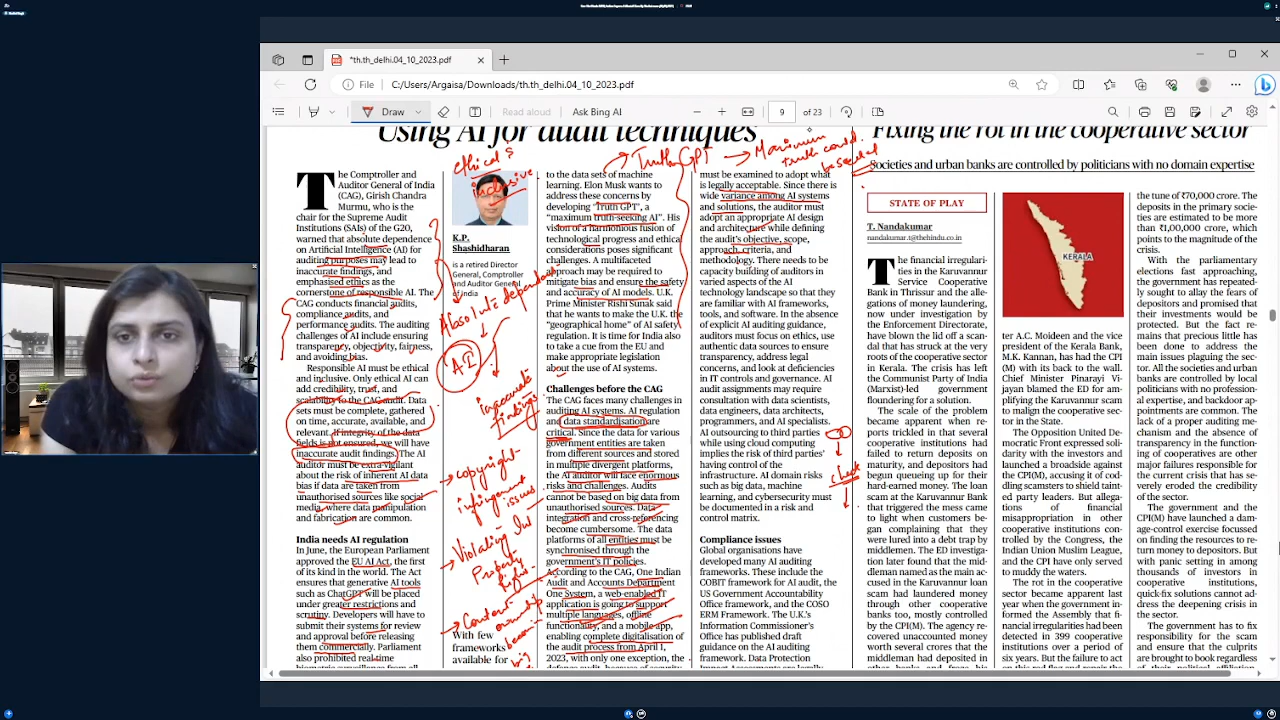 *th.th_delhi.04_10_2023.pdf
File
C:/Users/Argaisa/Downloads/th.th_delhi.04_10_2023.pdf
Draw
Read aloud
Ask Bing AI
9
of 23
Using AI for audit techniques
The Comptroller and
Auditor General of India
(CAG), Girish Chandra
Murmu, who is the
chair for the Supreme Audit
Institutions (SAIs) of the G20,
warned that absolute dependence
on Artificial Intelligence (AI) for
auditing purposes may lead to
inaccurate findings, and
emphasised ethics as the
cornerstone of responsible AI. The
CAG conducts financial audits,
compliance audits, and
performance audits. The auditing
challenges of AI include ensuring
transparency, objectivity, fairness,
and avoiding bias.
Responsible AI must be ethical
and inclusive. Only ethical AI can
add credibility, trust, and
scalability to the CAG audit. Data
sets must be complete, gathered
on time, accurate, available, and
relevant. If integrity of the data
fields is not ensured, we will have
inaccurate audit findings. The AI
auditor must be extra-vigilant
about the risk of inherent AI data
bias if data are taken from
unauthorised sources like social
media, where data manipulation
and fabrication are common.
India needs AI regulation
In June, the European Parliament
approved the EU AI Act, the first
of its kind in the world. The Act
ensures that generative AI tools
such as ChatGPT will be placed
under greater restrictions and
scrutiny. Developers will have to
submit their systems for review
and approval before releasing
them commercially. Parliament
also prohibited real-time
ethical &
inclusive
K.P.
Shashidharan
is a retired Director
General, Comptroller
and Auditor General
of India
Absolute dependant
AI
inaccurate
findings
copyright
infringement
issues
Violating Int
Property
Content ownership
With few
frameworks
available for
to the data sets of machine
learning. Elon Musk wants to
address these concerns by
developing 'Truth GPT', a
“maximum truth-seeking AI”. His
vision of a harmonious fusion of
technological progress and ethical
considerations poses significant
challenges. A multifaceted
approach may be required to
mitigate bias and ensure the safety
and accuracy of AI models. U.K.
Prime Minister Rishi Sunak said
that he wants to make the U.K. the
“geographical home” of AI safety
regulation. It is time for India also
to take a cue from the EU and
make appropriate legislation
about the use of AI systems.
Challenges before the CAG
The CAG faces many challenges in
auditing AI systems. AI regulation
and data standardisation are
critical. Since the data for various
government entities are taken
from different sources and stored
in multiple divergent platforms,
the AI auditor will face enormous
risks and challenges. Audits
cannot be based on big data from
unauthorised sources. Data
integration and cross-referencing
become cumbersome. The data
platforms of all entities must be
synchronised through the
government's IT policies.
According to the CAG, One Indian
Audit and Accounts Department
One System, a web-enabled IT
application is going to support
multiple languages, offline
functionality, and a mobile app,
enabling complete digitalisation of
the audit process from April 1,
2023, with only one exception, the
Truth GPT → Maximum
truth could
be seeked
must be examined to adopt what
is legally acceptable. Since there is
wide variance among AI systems
and solutions, the auditor must
adopt an appropriate AI design
and architecture while defining
the audit's objective, scope,
approach, criteria, and
methodology. There needs to be
capacity building of auditors in
varied aspects of the AI
technology landscape so that they
are familiar with AI frameworks,
tools, and software. In the absence
of explicit AI auditing guidance,
auditors must focus on ethics, use
authentic data sources to ensure
transparency, address legal
concerns, and look at deficiencies
in IT controls and governance. AI
audit assignments may require
consultation with data scientists,
data engineers, data architects,
programmers, and AI specialists.
AI outsourcing to third parties
while using cloud computing
implies the risk of third parties'
having control of the
infrastructure. AI domain risks
such as big data, machine
learning, and cybersecurity must
be documented in a risk and
control matrix.
check
Compliance issues
Global organisations have
developed many AI auditing
frameworks. These include the
COBIT framework for AI audit, the
US Government Accountability
Office framework, and the COSO
ERM Framework. The U.K.'s
Information Commissioner's
Office has published draft
guidance on the AI auditing
framework. Data Protection
Fixing the rot in the cooperative sector
Societies and urban banks are controlled by politicians with no domain expertise
STATE OF PLAY
T. Nandakumar
nandakumar.t@thehindu.co.in
The financial irregularities
in the Karuvannur
Service Cooperative
Bank in Thrissur and the allegations
of money laundering,
now under investigation by
the Enforcement Directorate,
have blown the lid off a scandal
that has struck at the very
roots of the cooperative sector
in Kerala. The crisis has left
the Communist Party of India
(Marxist)-led government
floundering for a solution.
The scale of the problem
became apparent when reports
trickled in that several
cooperative institutions had
failed to return deposits on
maturity, and depositors had
begun queueing up for their
hard-earned money. The loan
scam at the Karuvannur Bank
that triggered the mess came
to light when customers began
complaining that they
were lured into a debt trap by
middlemen. The ED investigation
later found that the middleman
named as the main accused
in the Karuvannur loan
scam had laundered money
through other cooperative
banks too, mostly controlled
by the CPI(M). The agency recovered
unaccounted money
worth several crores that the
middleman had deposited in
KERALA
ter A.C. Moideen and the vice
president of the Kerala Bank,
M.K. Kannan, has had the CPI
(M) with its back to the wall.
Chief Minister Pinarayi Vijayan
blamed the ED for amplifying
the Karuvannur scam
to malign the cooperative sector.
The Opposition United Democratic
Front expressed solidarity
with the investors and
launched a broadside against
the CPI(M), accusing it of coddling
scamsters to shield tainted
party leaders. But allegations
of financial
misappropriation in other
cooperative institutions controlled
by the Congress, the
Indian Union Muslim League,
and the CPI have only served
to muddy the waters.
The rot in the cooperative
sector became apparent last
year when the government informed
the Assembly that financial
irregularities had been
detected in 399 cooperative
institutions over a period of
six years. But the failure to act
the tune of ₹70,000 crore. The
deposits in the primary societies
are estimated to be more
than ₹1,00,000 crore, which
points to the magnitude of the
crisis.
With the parliamentary
elections fast approaching,
the government has repeatedly
sought to allay the fears of
depositors and promised that
their investments would be
protected. But the fact remains
that precious little has
been done to address the
main issues plaguing the sector.
All the societies and urban
banks are controlled by local
politicians with no professional
expertise, and backdoor appointments
are common. The
lack of a proper auditing mechanism
and the absence of
transparency in the functioning
of cooperatives are other
major failures responsible for
the current crisis that has severely
eroded the credibility
of the sector.
The government and the
CPI(M) have launched a damage-control
exercise focussed
on finding the resources to return
money to depositors. But
with panic setting in among
thousands of investors in
cooperative institutions,
quick-fix solutions cannot address
the deepening crisis in
the sector.
The government has to fix
responsibility for the scam
and ensure that the culprits
are brought to book regardless